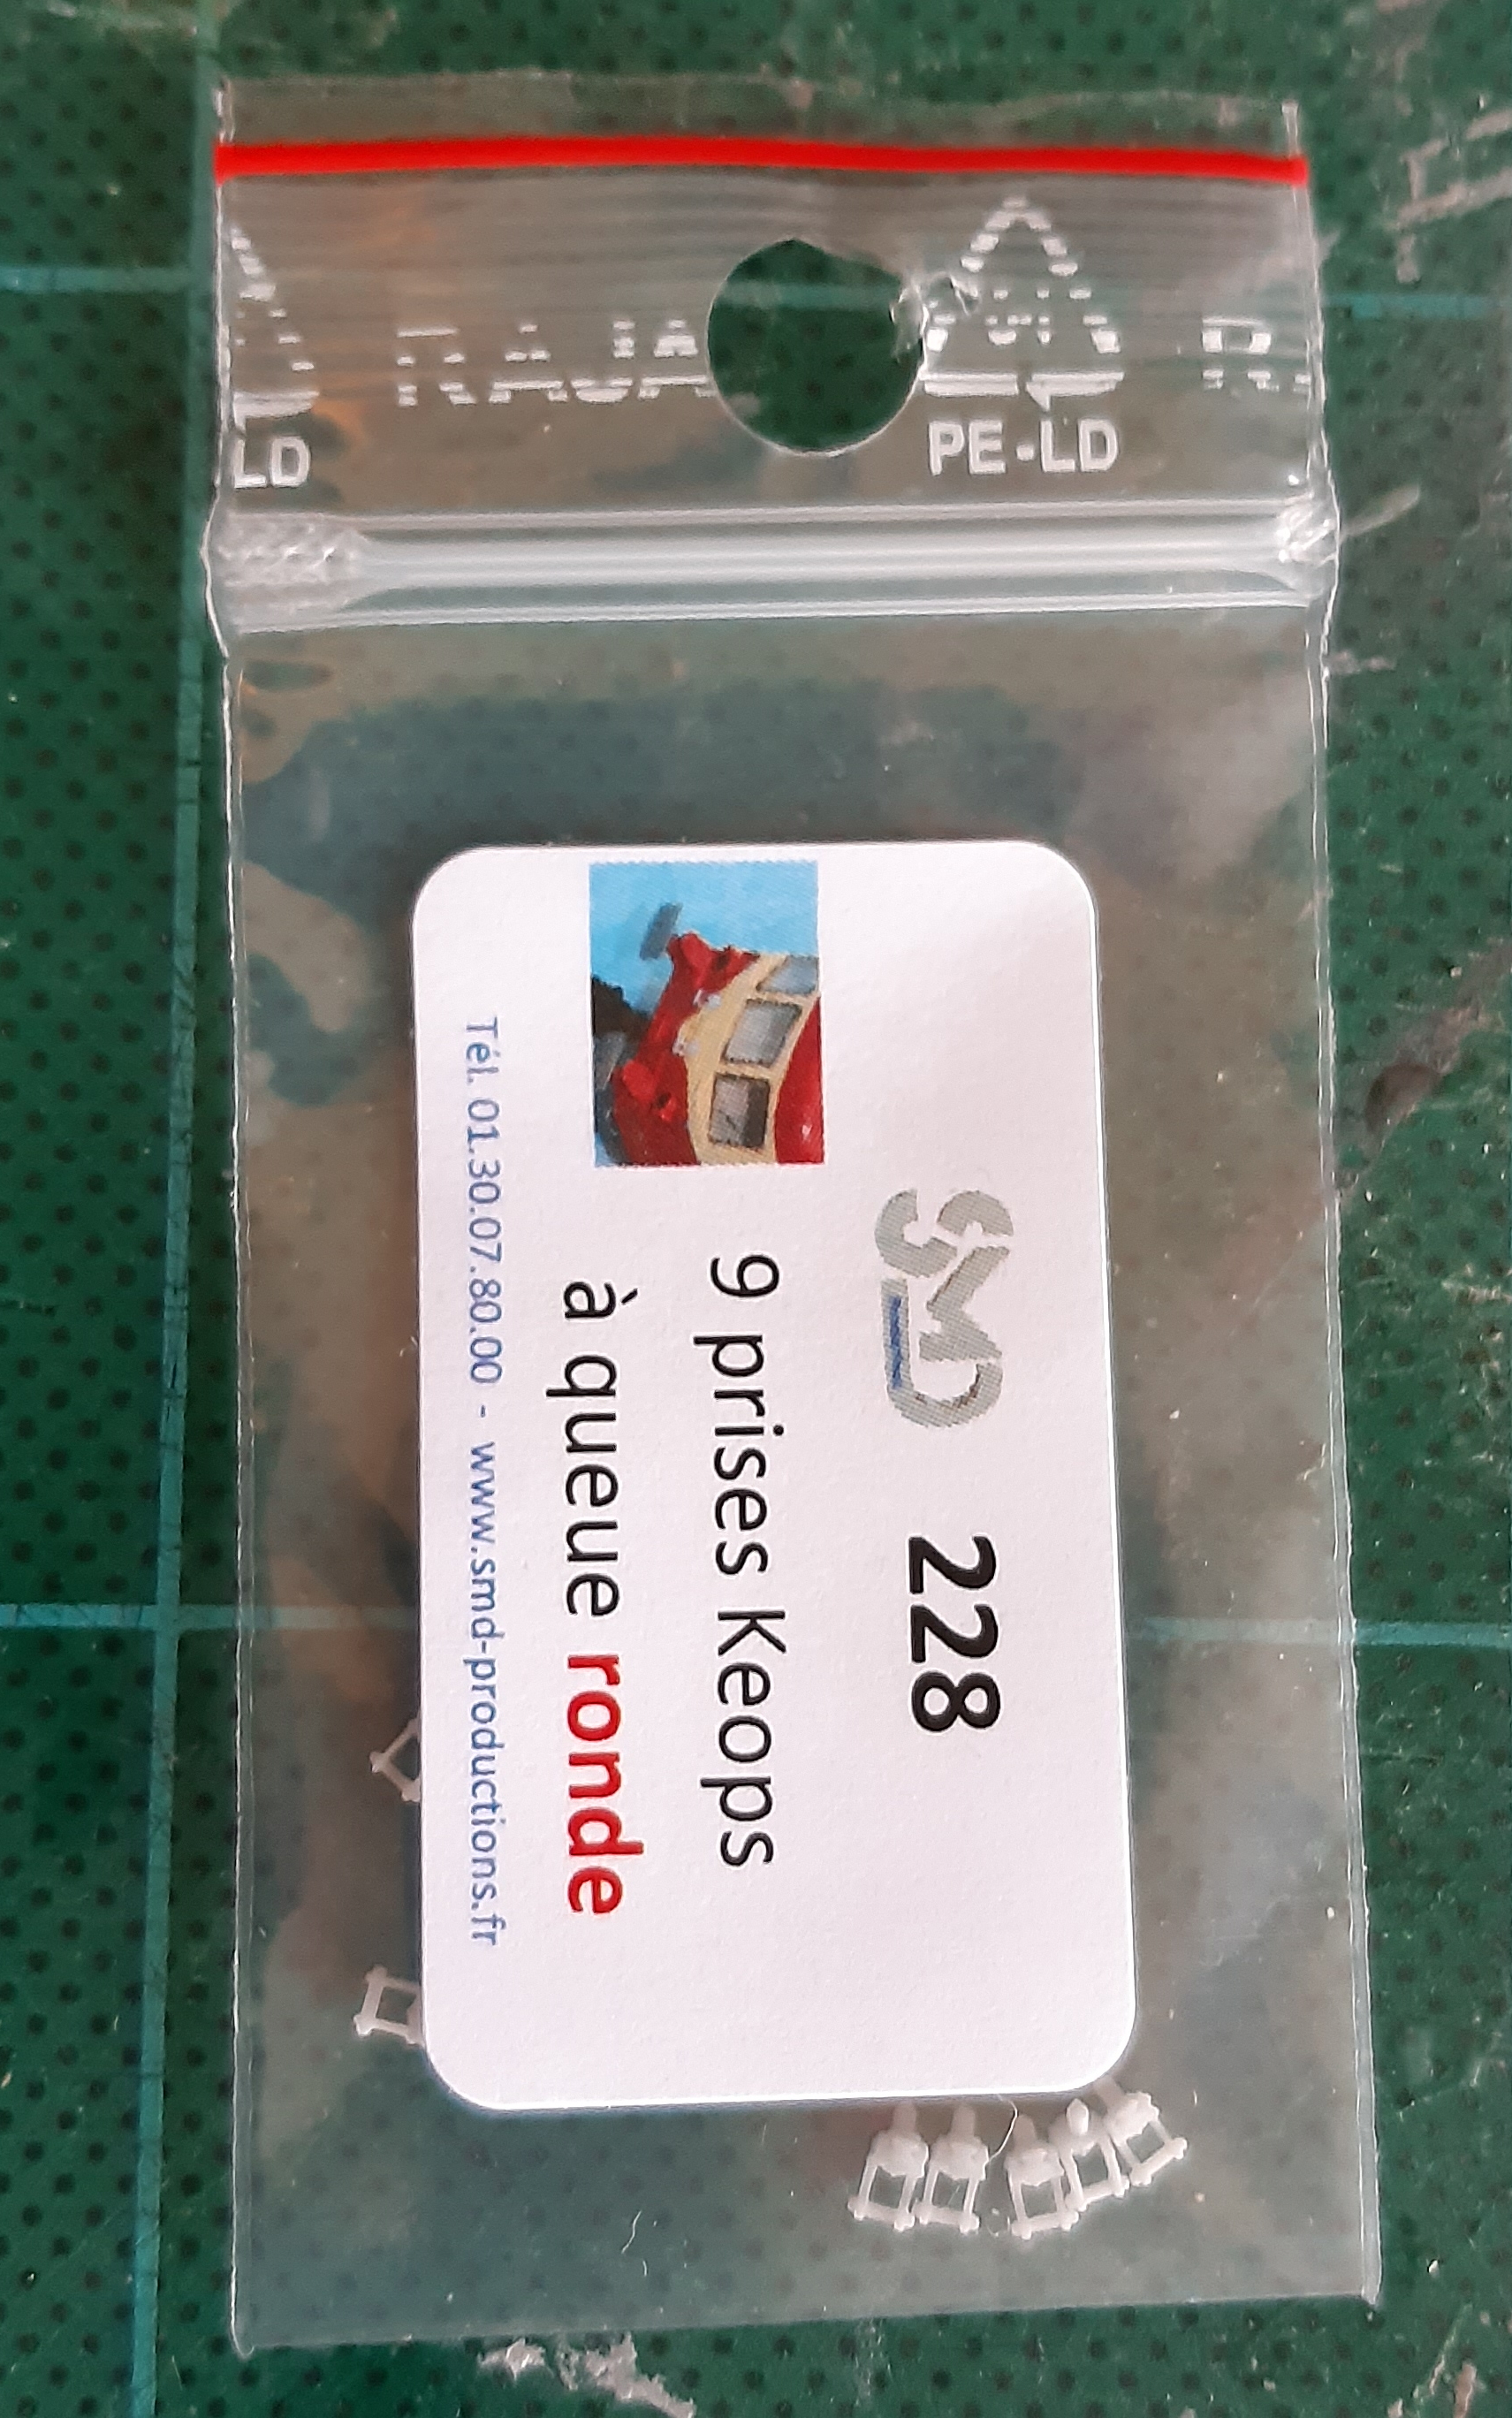 RAJA
PE-LD
LD
SMD 228
9 prises Keops
à queue ronde
Tél. 01.30.07.80.00 - www.smd-productions.fr